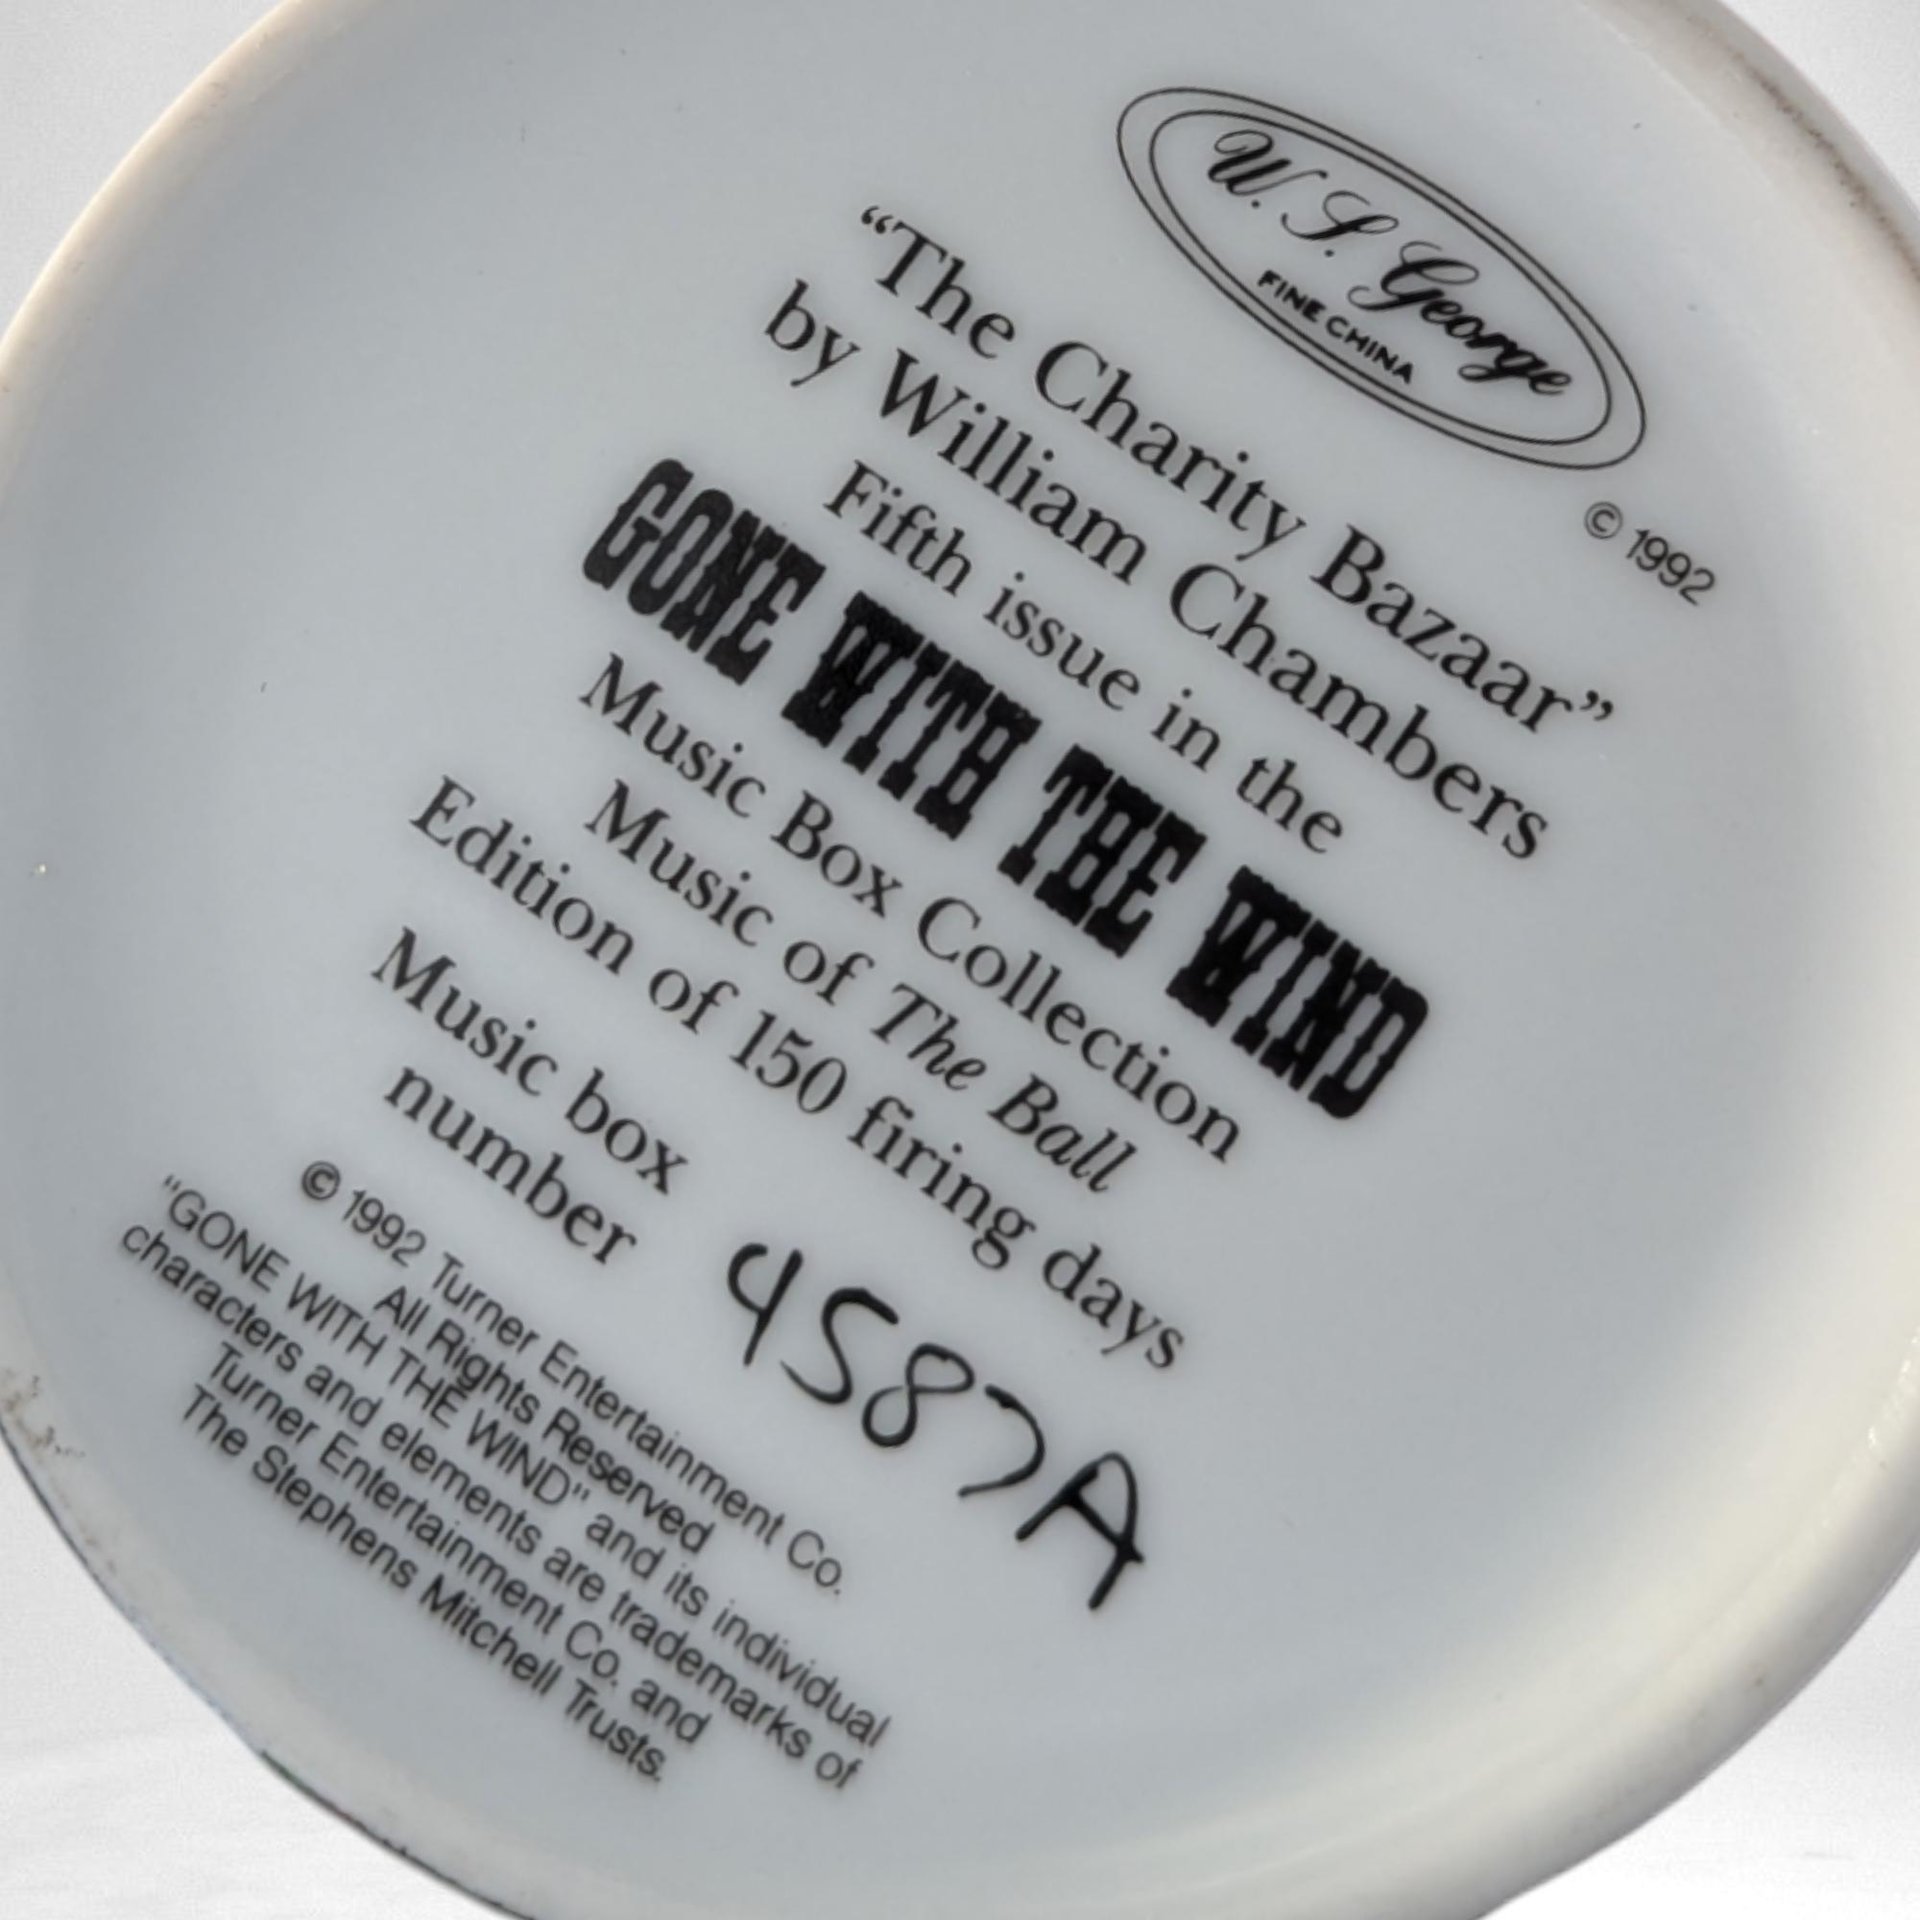 W. S. George
FINE CHINA
© 1992
“The Charity Bazaar”
by William Chambers
Fifth issue in the
GONE WITH THE WIND
Music Box Collection
Music of The Ball
Edition of 150 firing days
Music box
number 4587A
© 1992 Turner Entertainment Co.
All Rights Reserved
"GONE WITH THE WIND" and its individual
characters and elements are trademarks of
Turner Entertainment Co. and
The Stephens Mitchell Trusts.